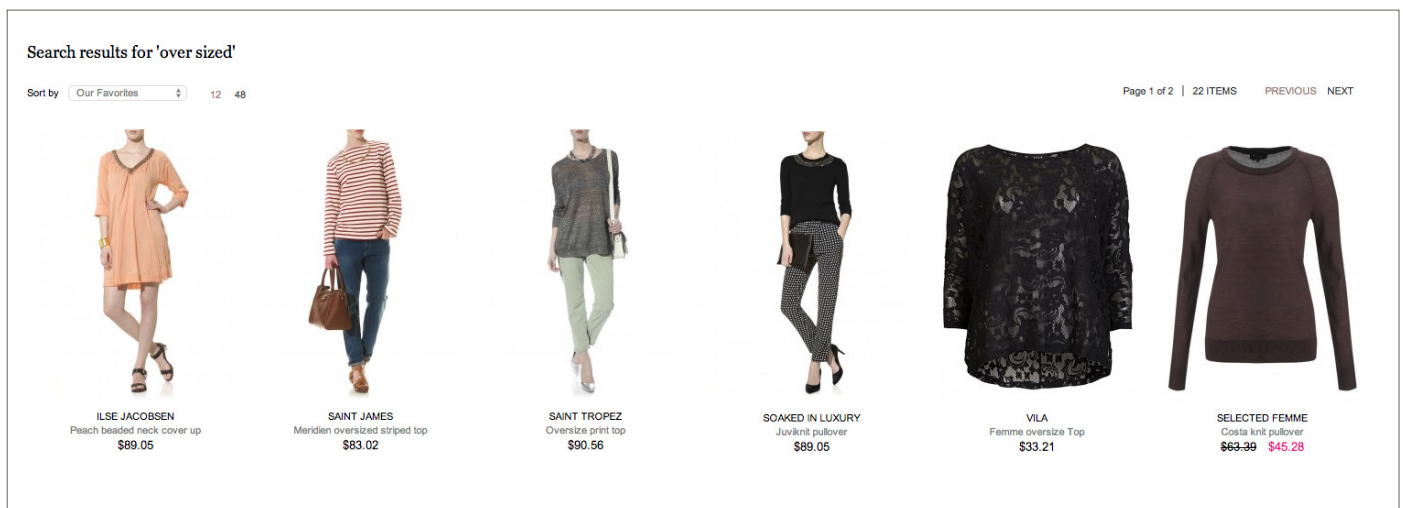 Search results for 'over sized'
Sort by Our Favorites 12 48
Page 1 of 2 | 22 ITEMS PREVIOUS NEXT
ILSE JACOBSEN
Peach beaded neck cover up
$89.05
SAINT JAMES
Meridien oversized striped top
$83.02
SAINT TROPEZ
Oversize print top
$90.56
SOAKED IN LUXURY
Juviknit pullover
$89.05
VILA
Femme oversize Top
$33.21
SELECTED FEMME
Costa knit pullover
$63.39 $45.28